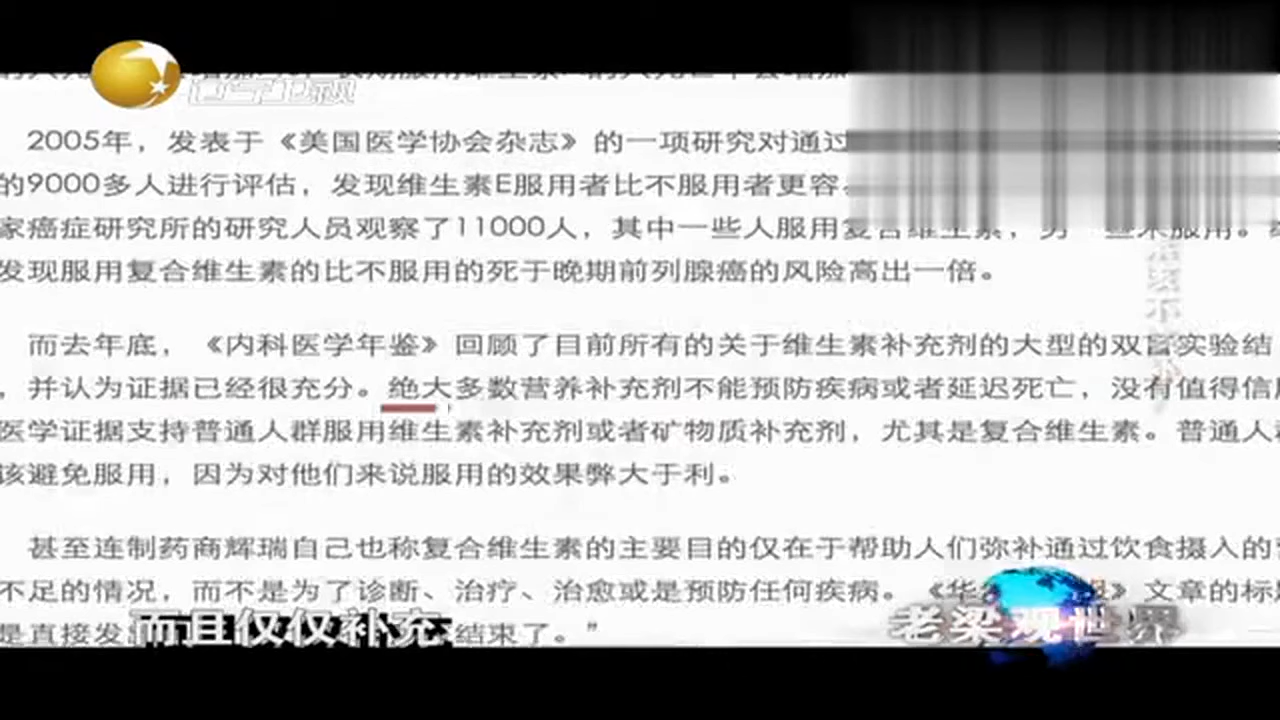 辽宁卫视
2005年，发表于《美国医学协会杂志》的一项研究对通过
的9000多人进行评估，发现维生素E服用者比不服用者更容
家癌症研究所的研究人员观察了11000人，其中一些人服用复合维生素，另一些未服用。
发现服用复合维生素的比不服用的死于晚期前列腺癌的风险高出一倍。
而去年底，《内科医学年鉴》回顾了目前所有的关于维生素补充剂的大型的双盲实验结
，并认为证据已经很充分。绝大多数营养补充剂不能预防疾病或者延迟死亡，没有值得信
医学证据支持普通人群服用维生素补充剂或者矿物质补充剂，尤其是复合维生素。普通人
该避免服用，因为对他们来说服用的效果弊大于利。
甚至连制药商辉瑞自己也称复合维生素的主要目的仅在于帮助人们弥补通过饮食摄入的
不足的情况，而不是为了诊断、治疗、治愈或是预防任何疾病。《华 》文章的标
是直接发 结束了。”
而且仅仅补充
老梁观世界